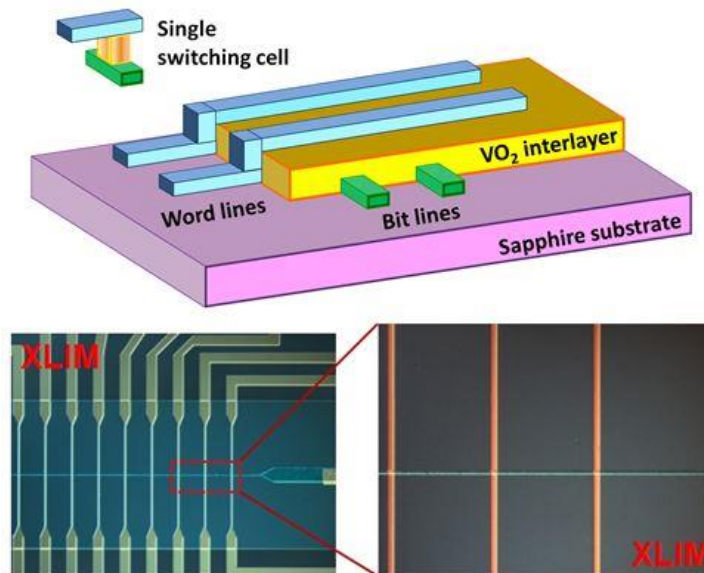 Single
switching cell
VO₂ interlayer
Word lines
Bit lines
Sapphire substrate
XLIM
XLIM